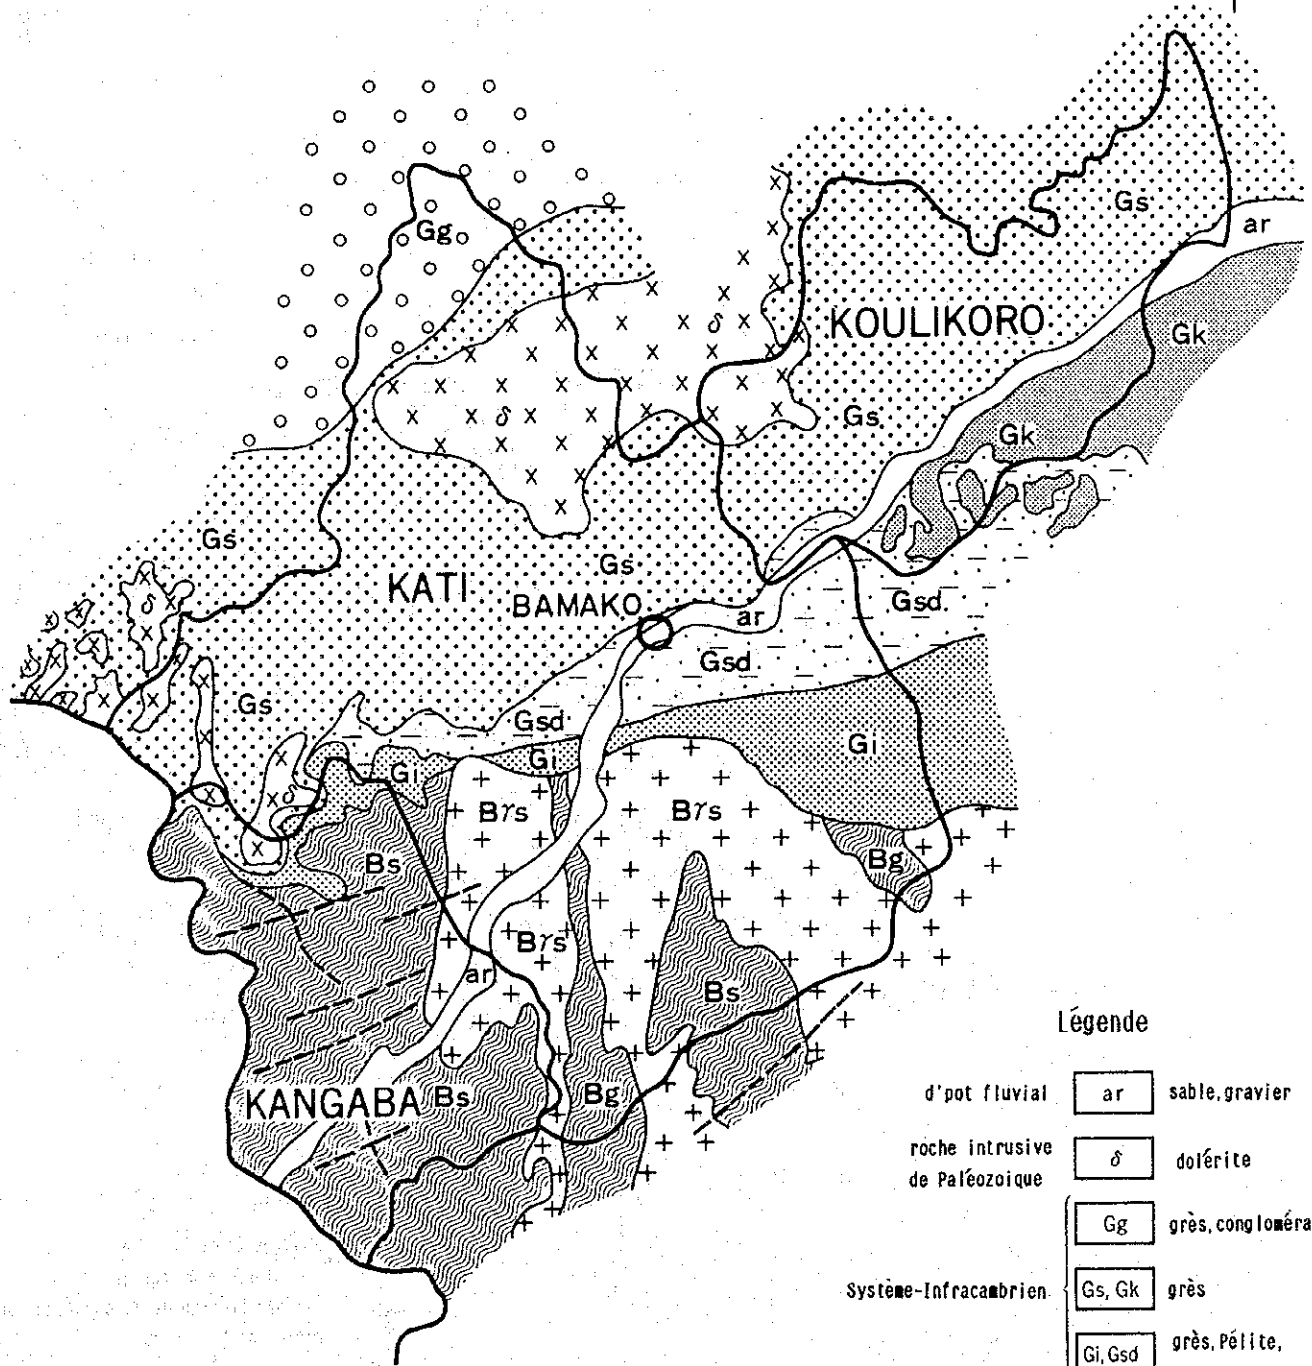 Gg
Gs
ar
δ
KOULIKORO
Gk
δ
Gs
Gk
Gs
Gs
δ
KATI
BAMAKO
ar
Gsd
Gsd
Gs
Gsd
Gi
Gi
Gi
δ
Bγs
Bγs
Bs
Bg
Bγs
ar
Bs
KANGABA
Bs
Bg
Légende
d'pot fluvial ar sable, gravier
roche intrusive
de Paléozoique δ dolérite
Gg grès, congloméra
Système-Infracambrien Gs, Gk grès
Gi, Gsd grès, Pélite,